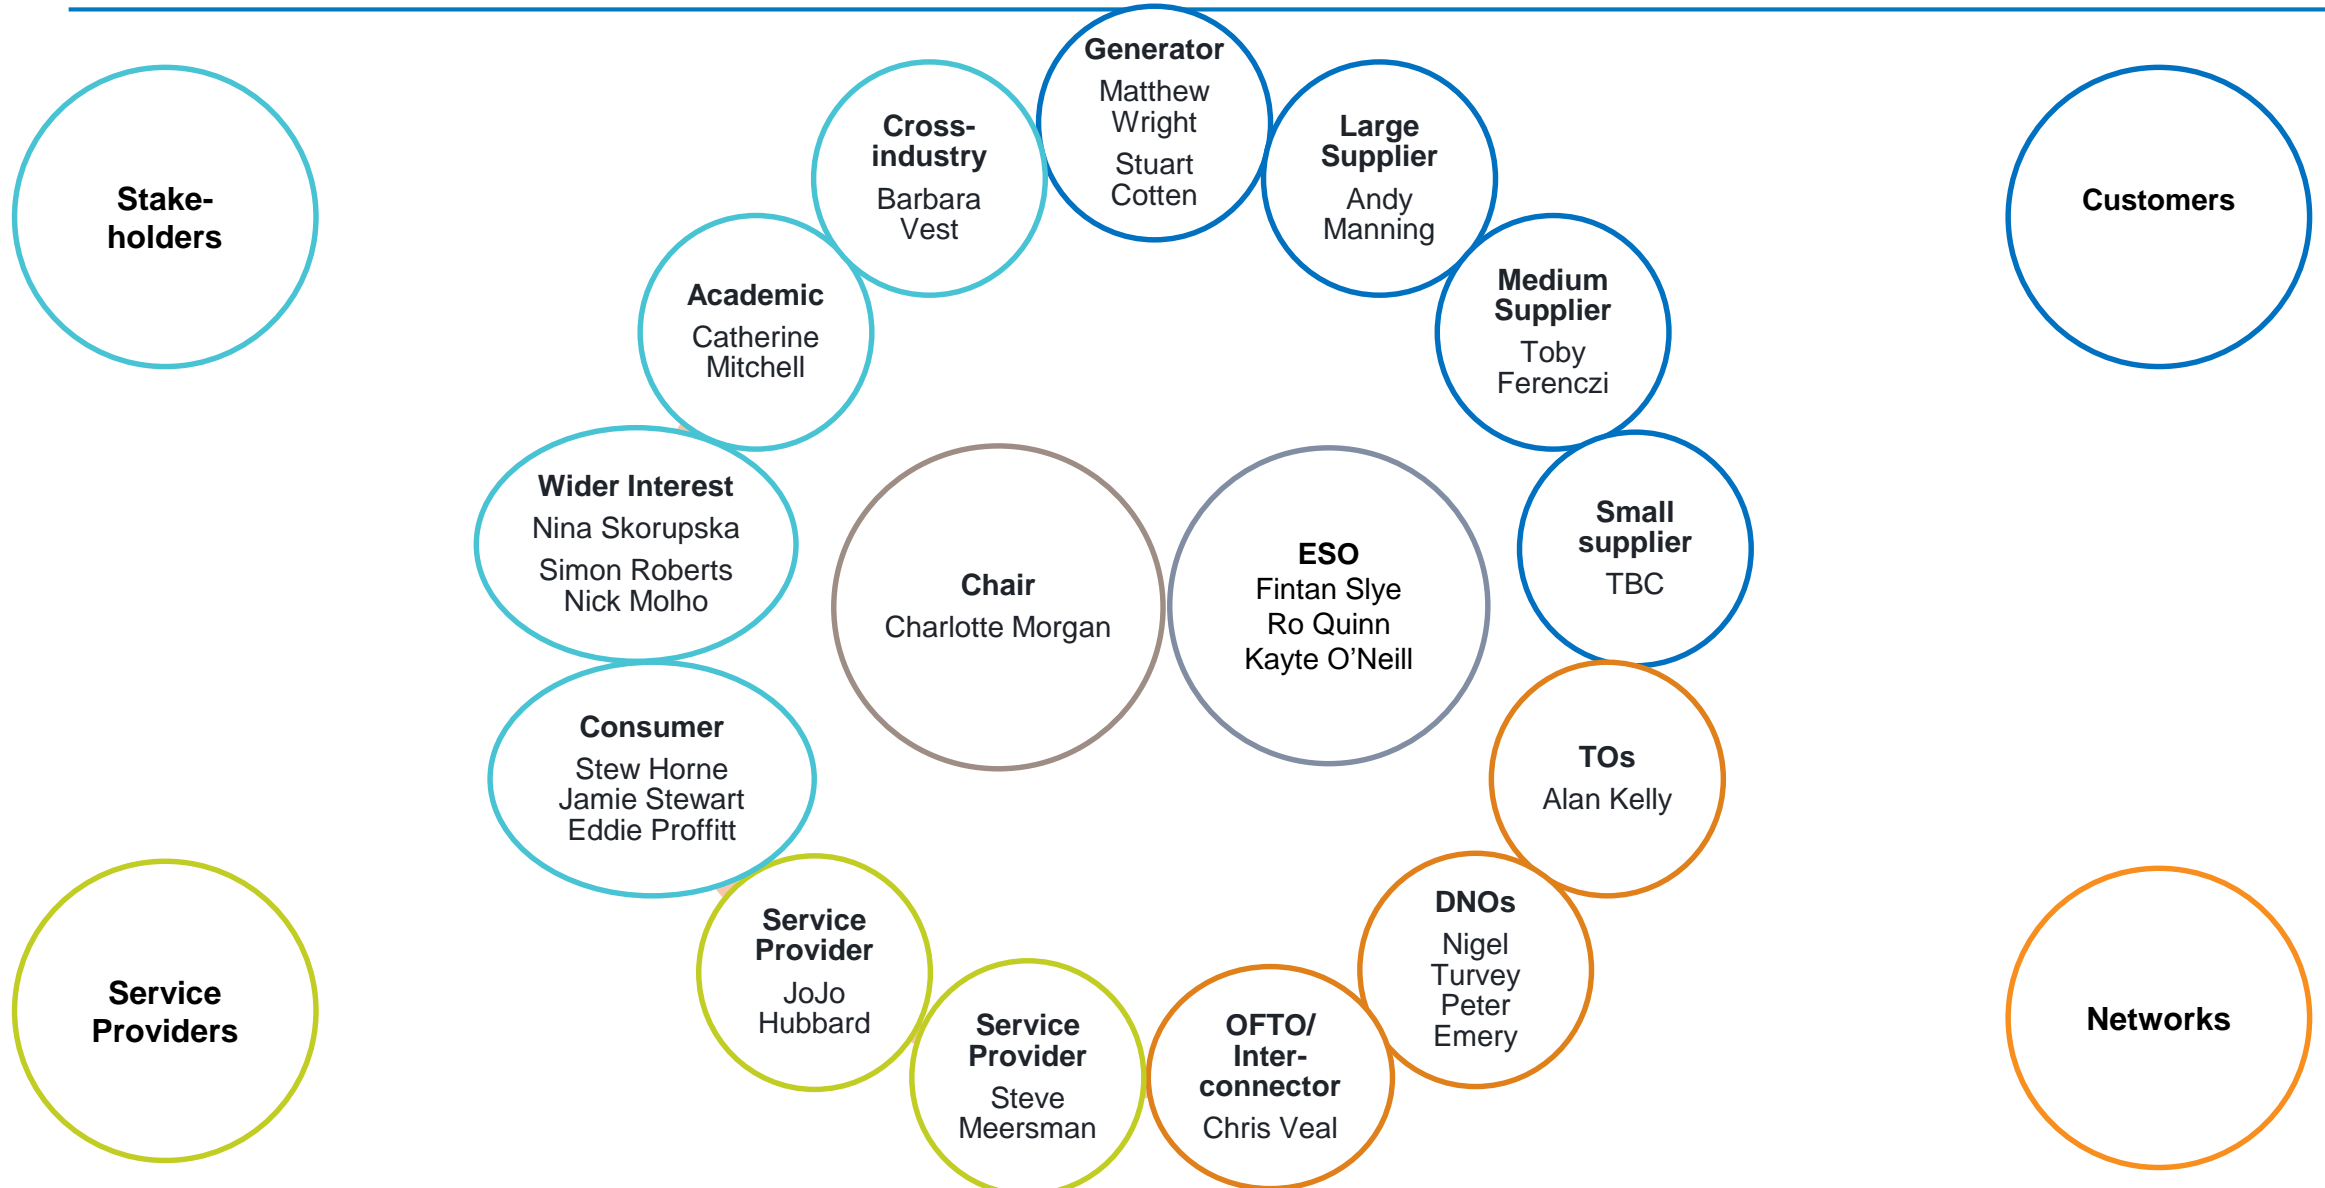 Stake-
holders
Customers
Service
Providers
Networks
Generator
Matthew
Wright
Stuart
Cotten
Large
Supplier
Andy
Manning
Medium
Supplier
Toby
Ferenczi
Small
supplier
TBC
TOs
Alan Kelly
DNOs
Nigel
Turvey
Peter
Emery
OFTO/
Inter-
connector
Chris Veal
Service
Provider
Steve
Meersman
Service
Provider
JoJo
Hubbard
Consumer
Stew Horne
Jamie Stewart
Eddie Proffitt
Wider Interest
Nina Skorupska
Simon Roberts
Nick Molho
Academic
Catherine
Mitchell
Cross-
industry
Barbara
Vest
Chair
Charlotte Morgan
ESO
Fintan Slye
Ro Quinn
Kayte O’Neill